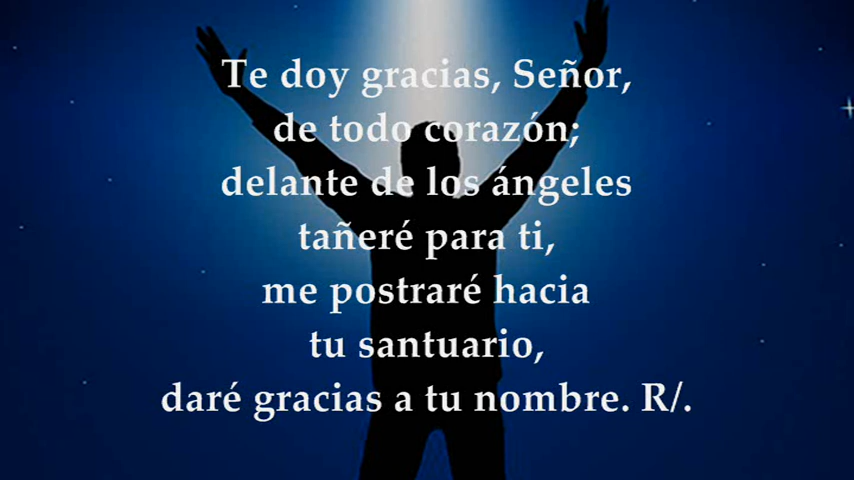 Te doy gracias, Señor,
de todo corazón;
delante de los ángeles
tañeré para ti,
me postraré hacia
tu santuario,
daré gracias a tu nombre. R/.